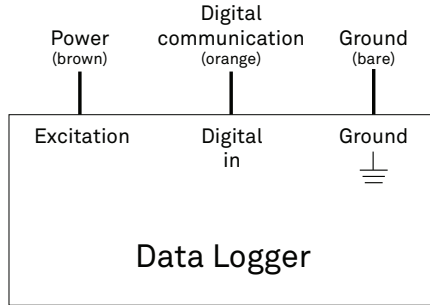 Power
(brown)
Digital
communication
(orange)
Ground
(bare)
Excitation
Digital
in
Ground
Data Logger